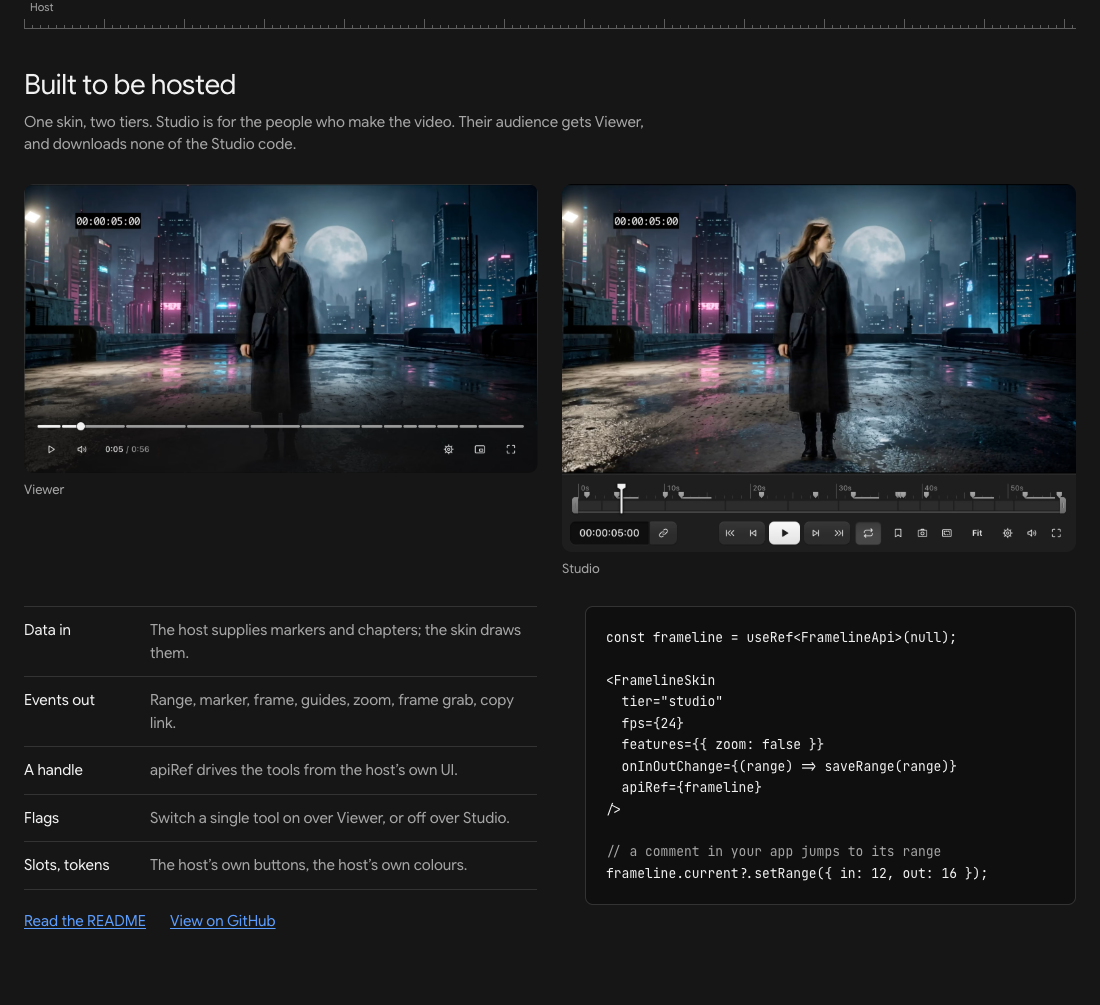 Host
Built to be hosted
One skin, two tiers. Studio is for the people who make the video. Their audience gets Viewer,
and downloads none of the Studio code.
00:00:05:00
00:00:05:00
0:05 / 0:56
Viewer
0s 10s 20s 30s 40s 50s
00:00:05:00
Fit
Studio
Data in
The host supplies markers and chapters; the skin draws
them.
Events out
Range, marker, frame, guides, zoom, frame grab, copy
link.
A handle
apiRef drives the tools from the host’s own UI.
Flags
Switch a single tool on over Viewer, or off over Studio.
Slots, tokens
The host’s own buttons, the host’s own colours.
Read the README
View on GitHub
const frameline = useRef<FramelineApi>(null);
<FramelineSkin
tier="studio"
fps={24}
features={{ zoom: false }}
onInOutChange={(range) => saveRange(range)}
apiRef={frameline}
/>
// a comment in your app jumps to its range
frameline.current?.setRange({ in: 12, out: 16 });